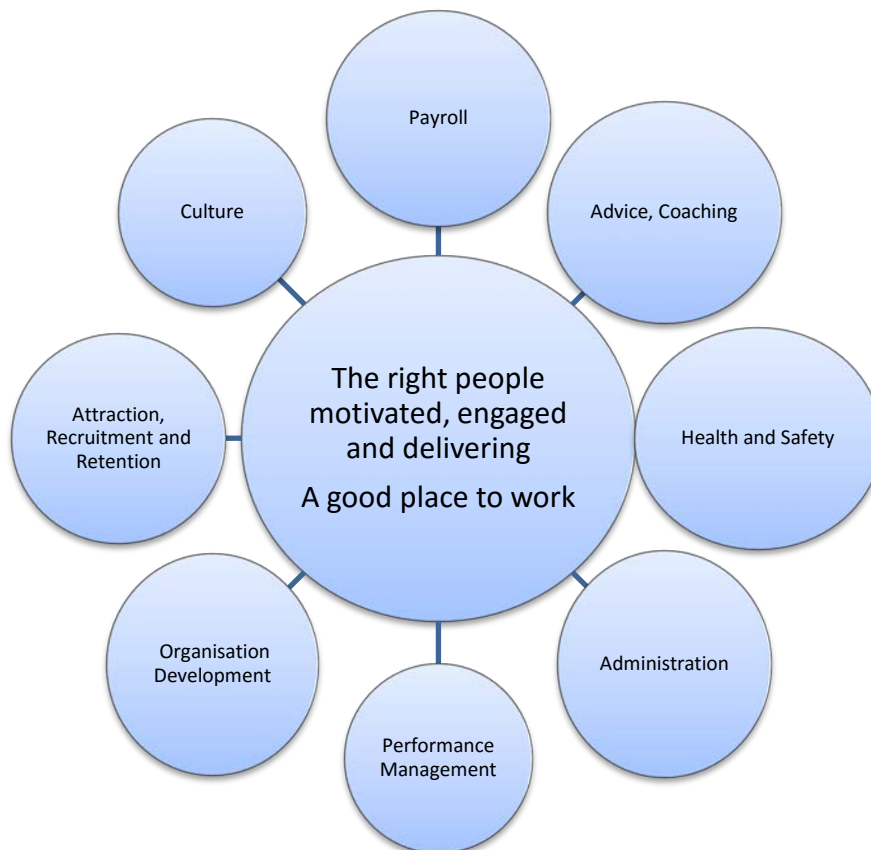 Payroll
Culture
Advice, Coaching
The right people
motivated, engaged
and delivering
A good place to work
Attraction,
Recruitment and
Retention
Health and Safety
Organisation
Development
Administration
Performance
Management